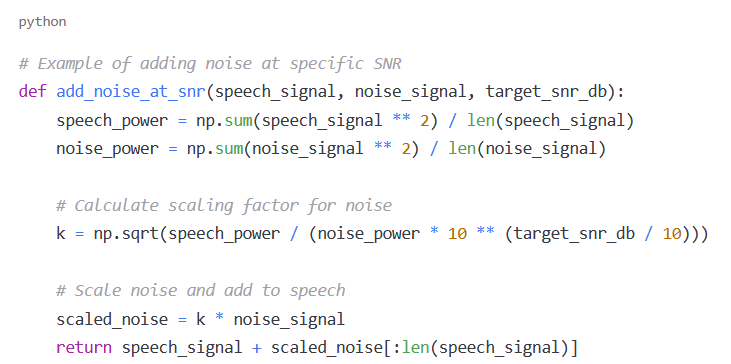 python
# Example of adding noise at specific SNR
def add_noise_at_snr(speech_signal, noise_signal, target_snr_db):
    speech_power = np.sum(speech_signal ** 2) / len(speech_signal)
    noise_power = np.sum(noise_signal ** 2) / len(noise_signal)
    # Calculate scaling factor for noise
    k = np.sqrt(speech_power / (noise_power * 10 ** (target_snr_db / 10)))
    # Scale noise and add to speech
    scaled_noise = k * noise_signal
    return speech_signal + scaled_noise[:len(speech_signal)]